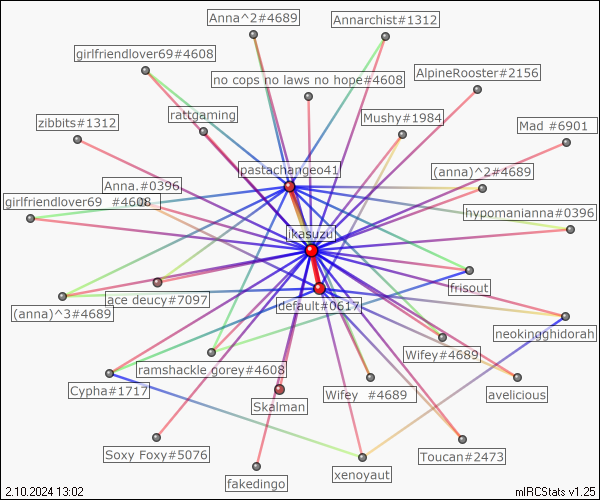 Anna^2#4689
Annarchist#1312
girlfriendlover69#4608
no cops no laws no hope#4608
AlpineRooster#2156
zibbits#1312
rattgaming
Mushy#1984
Mad #6901
pastachangeo41
(anna)^2#4689
Anna.#0396
girlfriendlover69 #4608
hypomanianna#0396
jkasuzu
frisout
ace deucy#7097
default#0617
(anna)^3#4689
neokingghidorah
Wifey#4689
ramshackle gorey#4608
Cypha#1717
Wifey #4689
avelicious
Skalman
Soxy Foxy#5076
Toucan#2473
xenoyaut
fakedingo
2.10.2024 13:02
mIRCStats v1.25